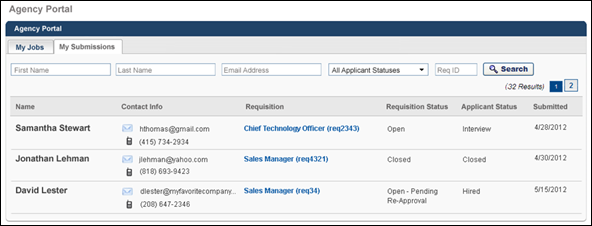 Agency Portal
Agency Portal
My Jobs My Submissions
First Name Last Name Email Address All Applicant Statuses Req ID Search
(32 Results) 1 2
Name Contact Info Requisition Requisition Status Applicant Status Submitted
Samantha Stewart hthomas@gmail.com Chief Technology Officer (req2343) Open Interview 4/28/2012
(415) 734-2934
Jonathan Lehman jlehman@yahoo.com Sales Manager (req4321) Closed Closed 4/30/2012
(818) 693-9423
David Lester dlester@myfavoritecompany... Sales Manager (req34) Open - Pending Hired 5/15/2012
(208) 647-2346 Re-Approval